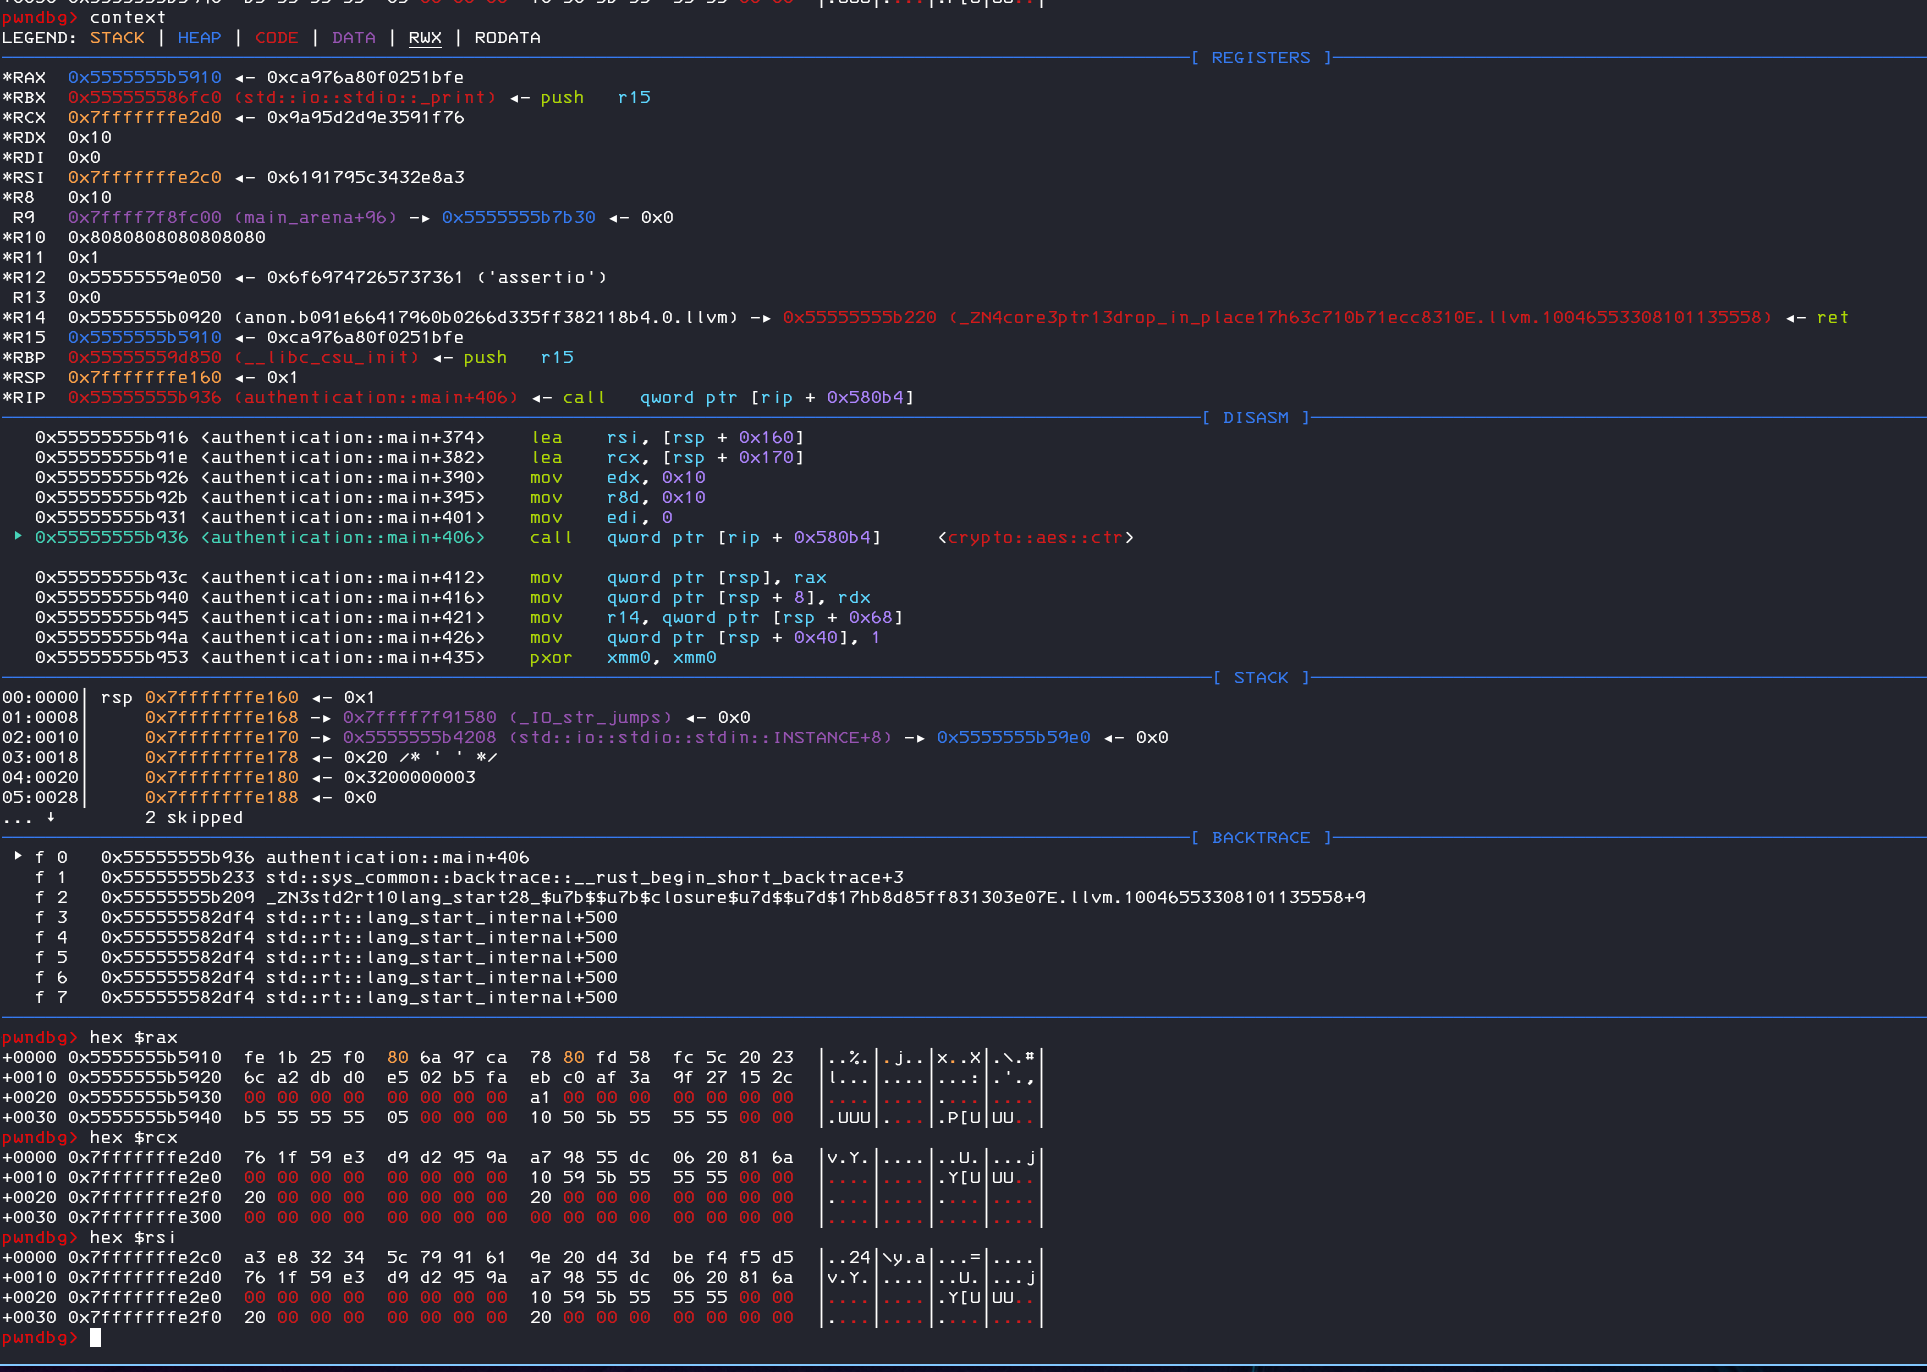 pwndbg> context
LEGEND: STACK | HEAP | CODE | DATA | RWX | RODATA
[ REGISTERS ]
*RAX  0x5555555b5910 ◂— 0xca976a80f0251bfe
*RBX  0x555555586fc0 (std::io::stdio::_print) ◂— push   r15
*RCX  0x7fffffffe2d0 ◂— 0x9a95d2d9e3591f76
*RDX  0x10
*RDI  0x0
*RSI  0x7fffffffe2c0 ◂— 0x6191795c3432e8a3
*R8   0x10
 R9   0x7ffff7f8fc00 (main_arena+96) —▸ 0x5555555b7b30 ◂— 0x0
*R10  0x8080808080808080
*R11  0x1
*R12  0x55555559e050 ◂— 0x6f69747265737361 ('assertio')
 R13  0x0
*R14  0x5555555b0920 (anon.b091e66417960b0266d335ff382118b4.0.llvm) —▸ 0x55555555b220 (_ZN4core3ptr13drop_in_place17h63c710b71ecc8310E.llvm.10046553308101135558) ◂— ret
*R15  0x5555555b5910 ◂— 0xca976a80f0251bfe
*RBP  0x55555559d850 (__libc_csu_init) ◂— push   r15
*RSP  0x7fffffffe160 ◂— 0x1
*RIP  0x55555555b936 (authentication::main+406) ◂— call   qword ptr [rip + 0x580b4]
[ DISASM ]
   0x55555555b916 <authentication::main+374>    lea    rsi, [rsp + 0x160]
   0x55555555b91e <authentication::main+382>    lea    rcx, [rsp + 0x170]
   0x55555555b926 <authentication::main+390>    mov    edx, 0x10
   0x55555555b92b <authentication::main+395>    mov    r8d, 0x10
   0x55555555b931 <authentication::main+401>    mov    edi, 0
 ► 0x55555555b936 <authentication::main+406>    call   qword ptr [rip + 0x580b4]     <crypto::aes::ctr>
   0x55555555b93c <authentication::main+412>    mov    qword ptr [rsp], rax
   0x55555555b940 <authentication::main+416>    mov    qword ptr [rsp + 8], rdx
   0x55555555b945 <authentication::main+421>    mov    r14, qword ptr [rsp + 0x68]
   0x55555555b94a <authentication::main+426>    mov    qword ptr [rsp + 0x40], 1
   0x55555555b953 <authentication::main+435>    pxor   xmm0, xmm0
[ STACK ]
00:0000│ rsp 0x7fffffffe160 ◂— 0x1
01:0008│     0x7fffffffe168 —▸ 0x7ffff7f91580 (_IO_str_jumps) ◂— 0x0
02:0010│     0x7fffffffe170 —▸ 0x5555555b4208 (std::io::stdio::stdin::INSTANCE+8) —▸ 0x5555555b59e0 ◂— 0x0
03:0018│     0x7fffffffe178 ◂— 0x20 /* ' ' */
04:0020│     0x7fffffffe180 ◂— 0x3200000003
05:0028│     0x7fffffffe188 ◂— 0x0
... ↓        2 skipped
[ BACKTRACE ]
 ► f 0   0x55555555b936 authentication::main+406
   f 1   0x55555555b233 std::sys_common::backtrace::__rust_begin_short_backtrace+3
   f 2   0x55555555b209 _ZN3std2rt10lang_start28_$u7b$$u7b$closure$u7d$$u7d$17hb8d85ff831303e07E.llvm.10046553308101135558+9
   f 3   0x555555582df4 std::rt::lang_start_internal+500
   f 4   0x555555582df4 std::rt::lang_start_internal+500
   f 5   0x555555582df4 std::rt::lang_start_internal+500
   f 6   0x555555582df4 std::rt::lang_start_internal+500
   f 7   0x555555582df4 std::rt::lang_start_internal+500
pwndbg> hex $rax
+0000 0x5555555b5910  fe 1b 25 f0  80 6a 97 ca  78 80 fd 58  fc 5c 20 23  │..%.│.j..│x..X│.\.#│
+0010 0x5555555b5920  6c a2 db d0  e5 02 b5 fa  eb c0 af 3a  9f 27 15 2c  │l...│....│...:│.'.,│
+0020 0x5555555b5930  00 00 00 00  00 00 00 00  a1 00 00 00  00 00 00 00  │....│....│....│....│
+0030 0x5555555b5940  b5 55 55 55  05 00 00 00  10 50 5b 55  55 55 00 00  │.UUU│....│.P[U│UU..│
pwndbg> hex $rcx
+0000 0x7fffffffe2d0  76 1f 59 e3  d9 d2 95 9a  a7 98 55 dc  06 20 81 6a  │v.Y.│....│..U.│...j│
+0010 0x7fffffffe2e0  00 00 00 00  00 00 00 00  10 59 5b 55  55 55 00 00  │....│....│.Y[U│UU..│
+0020 0x7fffffffe2f0  20 00 00 00  00 00 00 00  20 00 00 00  00 00 00 00  │....│....│....│....│
+0030 0x7fffffffe300  00 00 00 00  00 00 00 00  00 00 00 00  00 00 00 00  │....│....│....│....│
pwndbg> hex $rsi
+0000 0x7fffffffe2c0  a3 e8 32 34  5c 79 91 61  9e 20 d4 3d  be f4 f5 d5  │..24│\y.a│...=│....│
+0010 0x7fffffffe2d0  76 1f 59 e3  d9 d2 95 9a  a7 98 55 dc  06 20 81 6a  │v.Y.│....│..U.│...j│
+0020 0x7fffffffe2e0  00 00 00 00  00 00 00 00  10 59 5b 55  55 55 00 00  │....│....│.Y[U│UU..│
+0030 0x7fffffffe2f0  20 00 00 00  00 00 00 00  20 00 00 00  00 00 00 00  │....│....│....│....│
pwndbg>